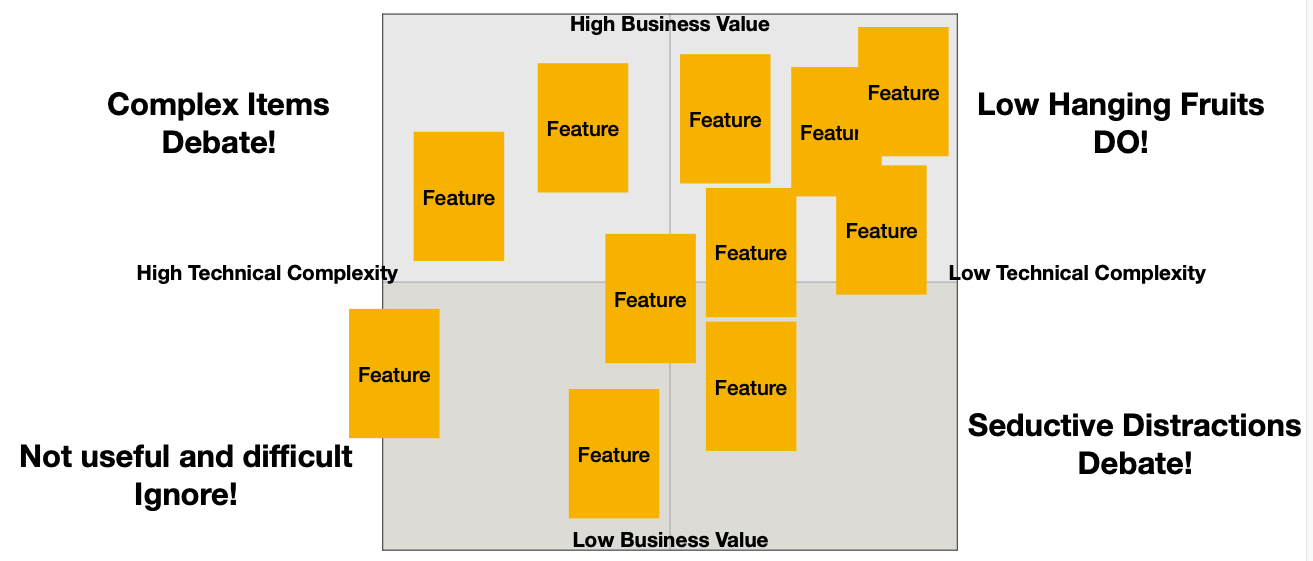 High Business Value
Complex Items
Debate!
Feature
Feature
Feature
Featur
Feature
Low Hanging Fruits
DO!
Feature
Feature
High Technical Complexity
Low Technical Complexity
Feature
Feature
Feature
Feature
Not useful and difficult
Ignore!
Seductive Distractions
Debate!
Low Business Value